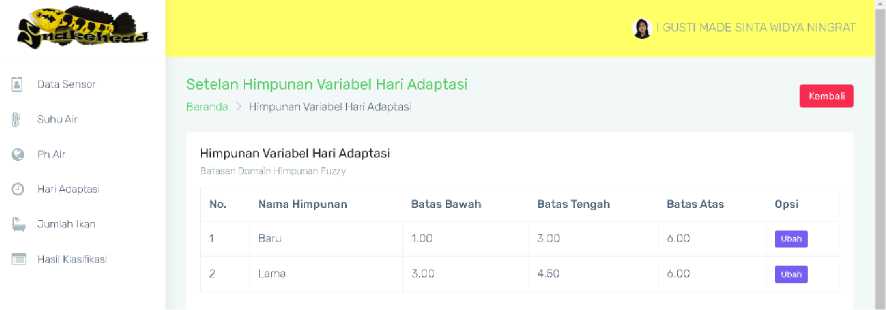 Snakehead
I GUSTI MADE SINTA WIDYA NINGRAT
Data Sensor
Suhu Air
Ph Air
Hari Adaptasi
Jumlah Ikan
Hasil Klasifikasi
Setelan Himpunan Variabel Hari Adaptasi
Beranda > Himpunan Variabel Hari Adaptasi
Kembali
Himpunan Variabel Hari Adaptasi
Batasan Domain Himpunan Fuzzy
No. Nama Himpunan Batas Bawah Batas Tengah Batas Atas Opsi
1 Baru 1.00 3.00 6.00 Ubah
2 Lama 3.00 4.50 6.00 Ubah